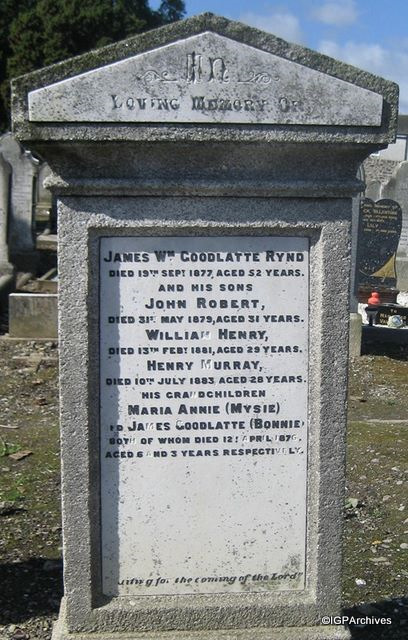 In
Loving Memory Of
James Wm Goodlatte Rynd
died 19th Sept 1877, aged 52 years.
and his sons
John Robert,
died 31st May 1879, aged 31 years.
William Henry,
died 13th Feby 1881, aged 29 years.
Henry Murray,
died 10th July 1883 aged 28 years.
his grandchildren
Maria Annie (Mysie)
James Goodlatte (Bonnie)
both of whom died 12th April 187
aged 6 and 3 years respectively.
for the coming of the Lord
©IGPArchives